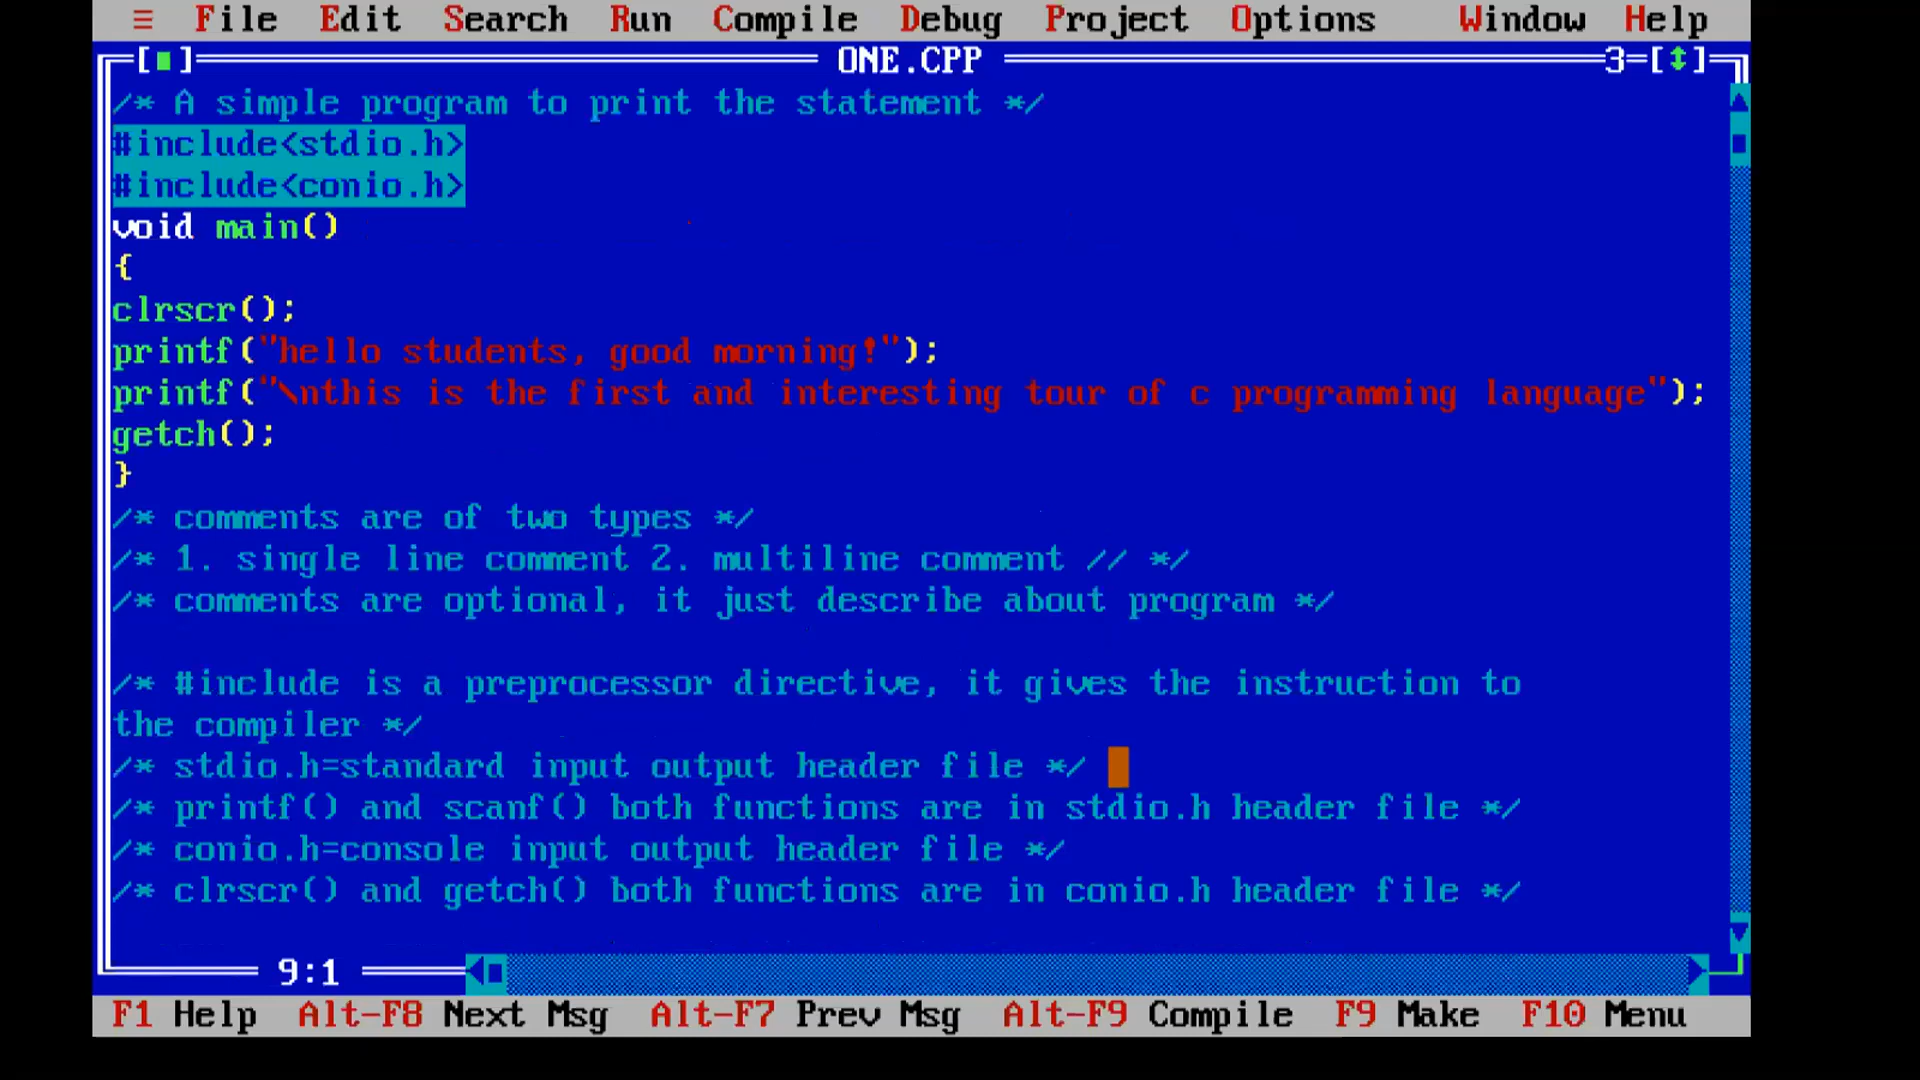 ≡ File Edit Search Run Compile Debug Project Options Window Help
[■] ONE.CPP 3=[↕]
/* A simple program to print the statement */
#include<stdio.h>
#include<conio.h>
void main()
{
clrscr();
printf("hello students, good morning!");
printf("\nthis is the first and interesting tour of c programming language");
getch();
}
/* comments are of two types */
/* 1. single line comment 2. multiline comment // */
/* comments are optional, it just describe about program */
/* #include is a preprocessor directive, it gives the instruction to
the compiler */
/* stdio.h=standard input output header file */
/* printf() and scanf() both functions are in stdio.h header file */
/* conio.h=console input output header file */
/* clrscr() and getch() both functions are in conio.h header file */
9:1
F1 Help Alt-F8 Next Msg Alt-F7 Prev Msg Alt-F9 Compile F9 Make F10 Menu